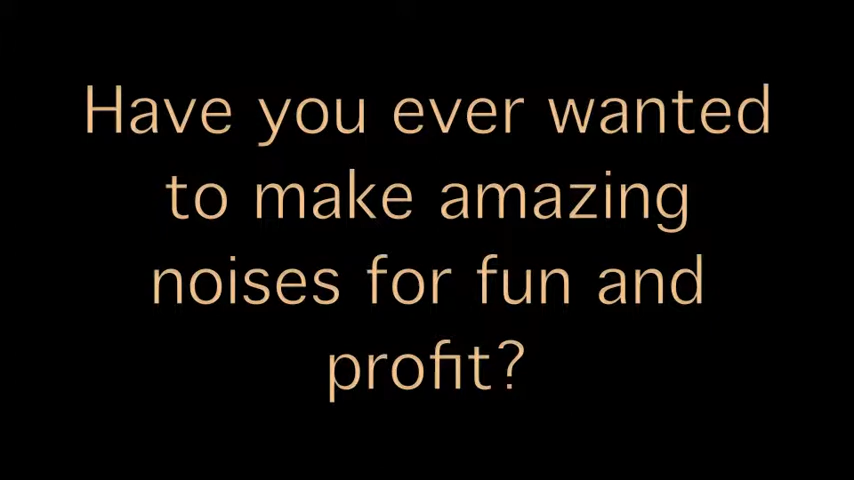 Have you ever wanted
to make amazing
noises for fun and
profit?